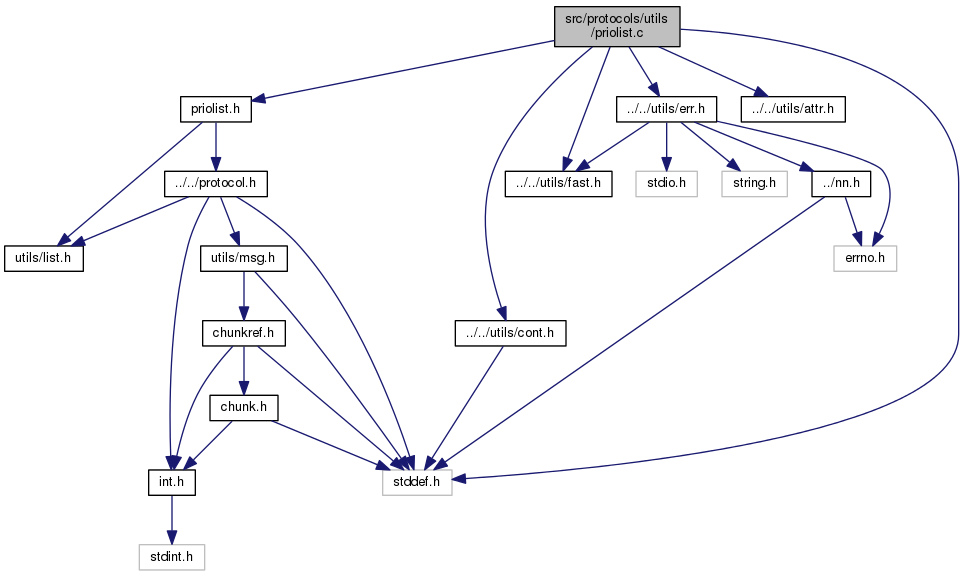 src/protocols/utils
/priolist.c
priolist.h
../../utils/err.h
../../utils/attr.h
../../protocol.h
../../utils/fast.h
stdio.h
string.h
../nn.h
utils/list.h
utils/msg.h
errno.h
chunkref.h
../../utils/cont.h
chunk.h
int.h
stddef.h
stdint.h